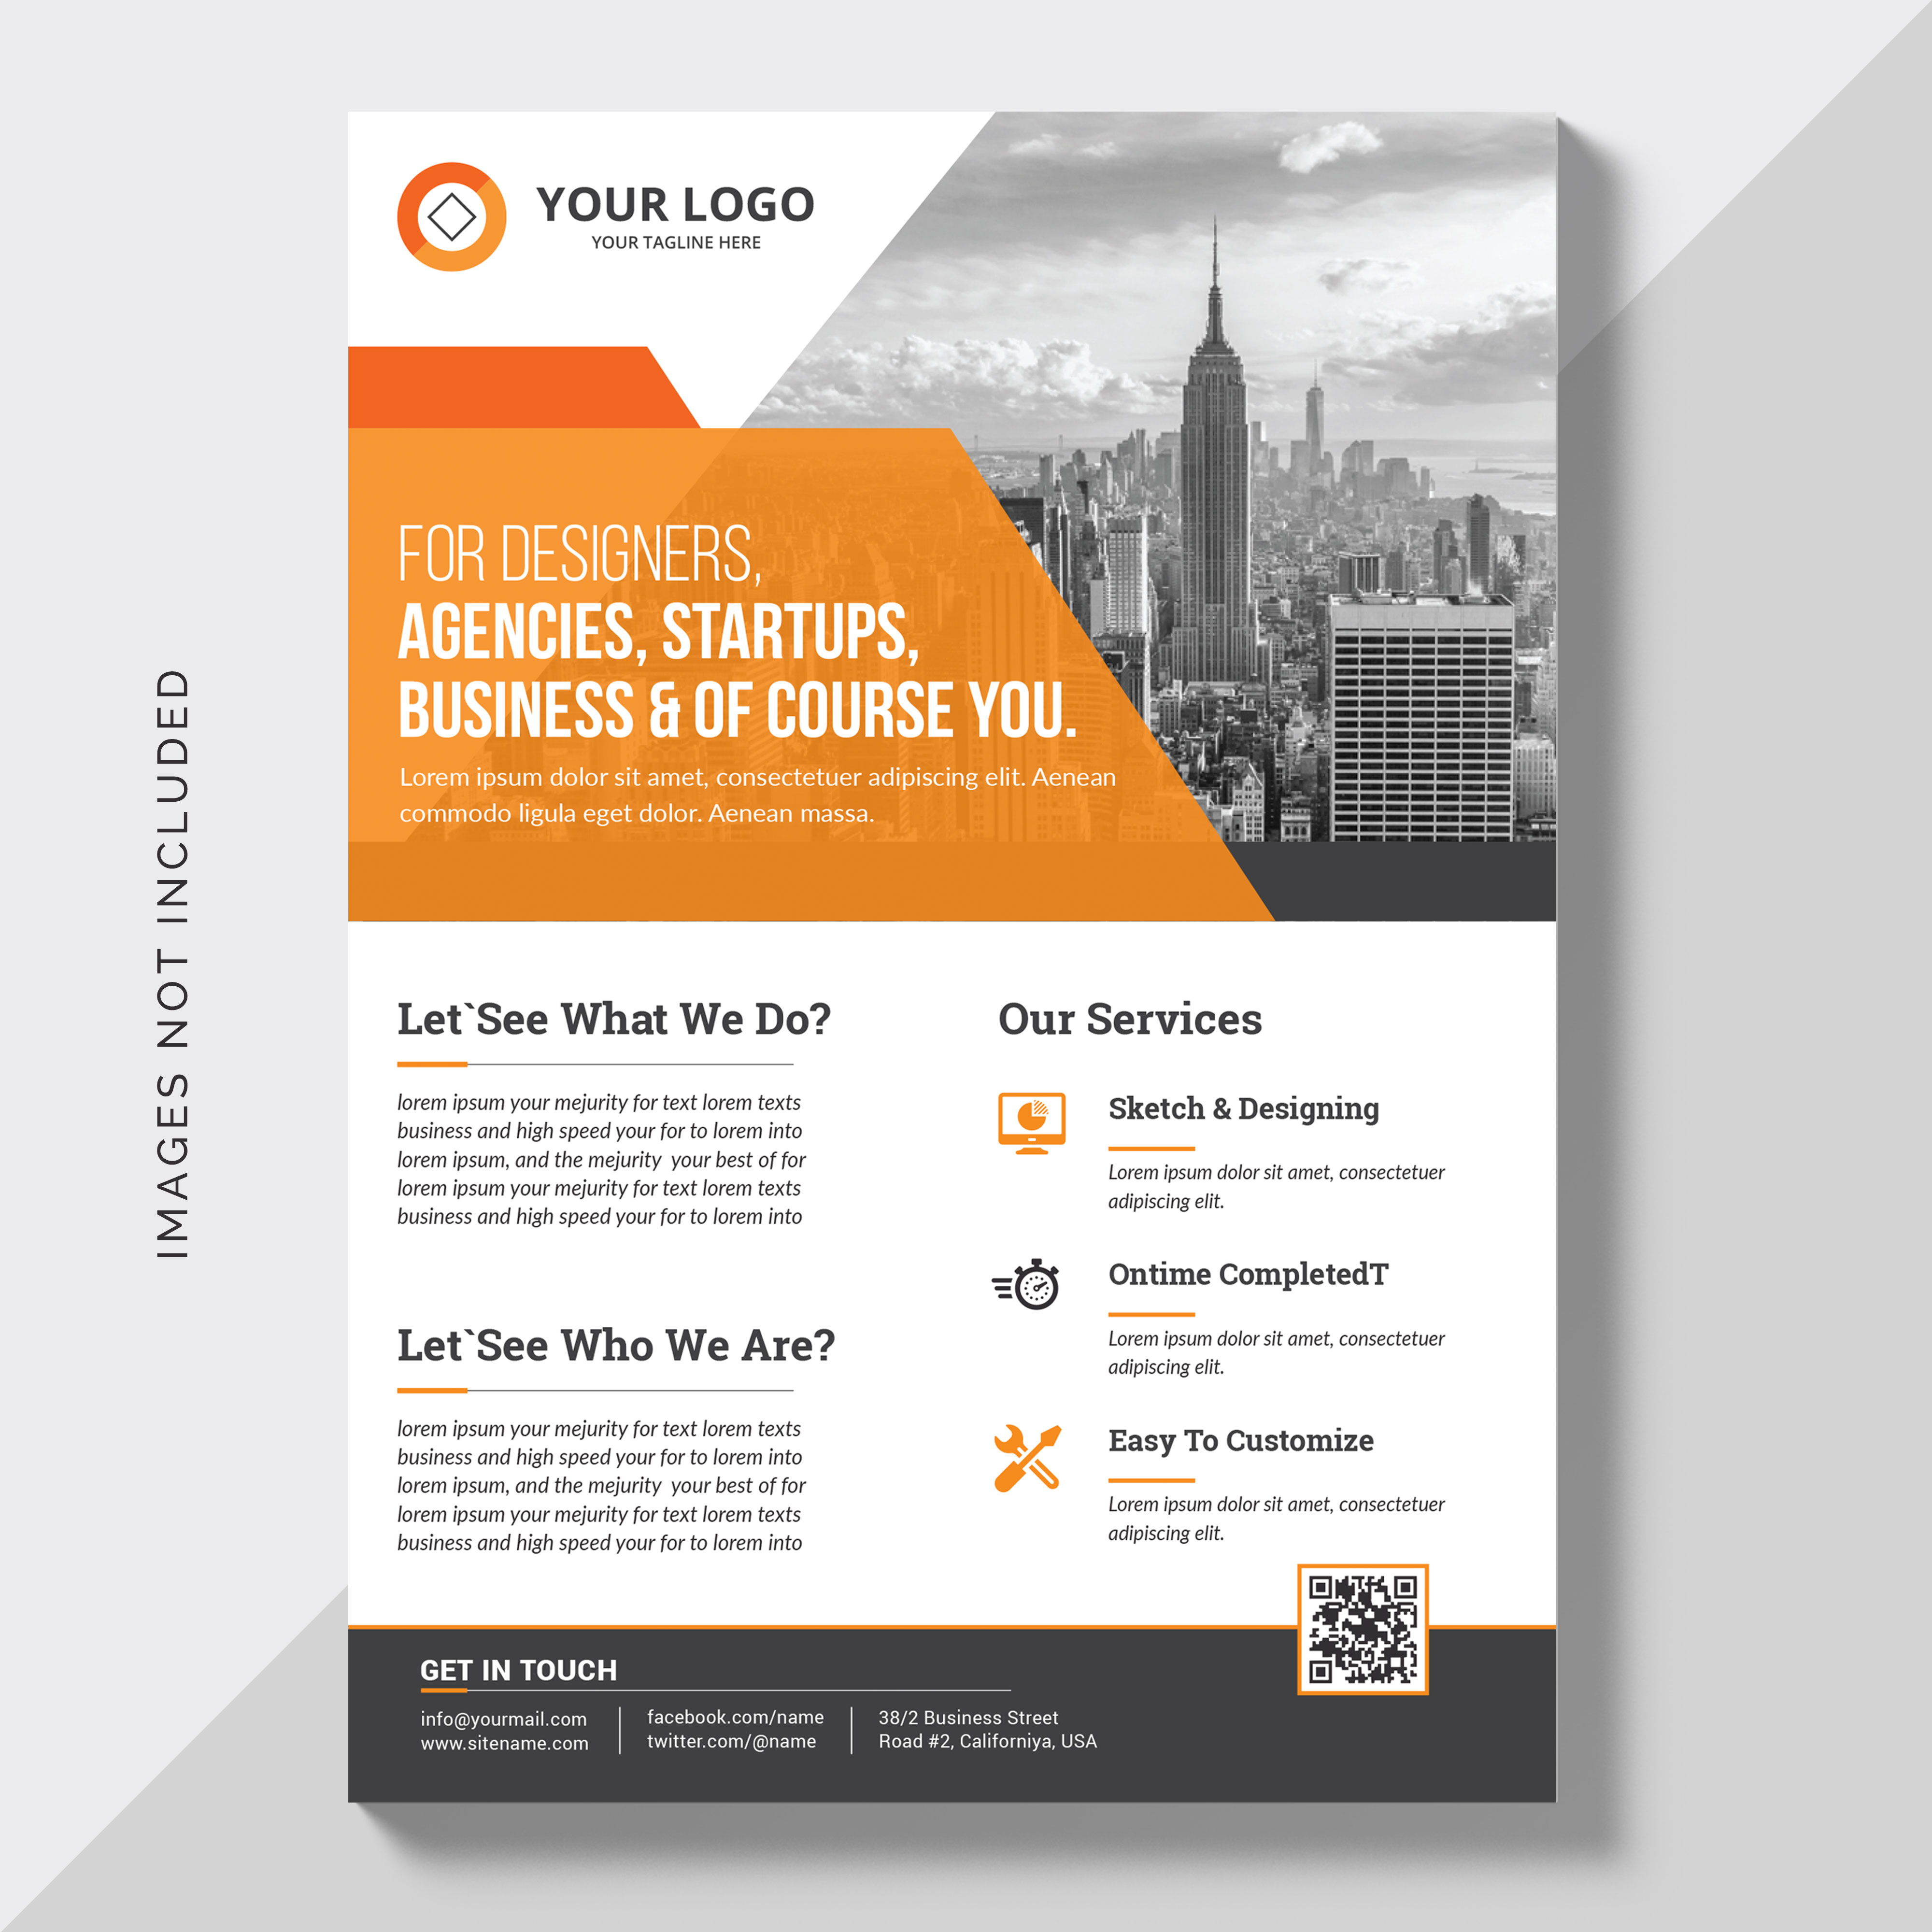 IMAGES NOT INCLUDED
YOUR LOGO
YOUR TAGLINE HERE
FOR DESIGNERS,
AGENCIES, STARTUPS,
BUSINESS & OF COURSE YOU.
Lorem ipsum dolor sit amet, consectetuer adipiscing elit. Aenean
commodo ligula eget dolor. Aenean massa.
Let`See What We Do?
lorem ipsum your mejurity for text lorem texts
business and high speed your for to lorem into
lorem ipsum, and the mejurity  your best of for
lorem ipsum your mejurity for text lorem texts
business and high speed your for to lorem into
Let`See Who We Are?
lorem ipsum your mejurity for text lorem texts
business and high speed your for to lorem into
lorem ipsum, and the mejurity  your best of for
lorem ipsum your mejurity for text lorem texts
business and high speed your for to lorem into
Our Services
Sketch & Designing
Lorem ipsum dolor sit amet, consectetuer
adipiscing elit.
Ontime CompletedT
Lorem ipsum dolor sit amet, consectetuer
adipiscing elit.
Easy To Customize
Lorem ipsum dolor sit amet, consectetuer
adipiscing elit.
GET IN TOUCH
info@yourmail.com
www.sitename.com
facebook.com/name
twitter.com/@name
38/2 Business Street
Road #2, Californiya, USA